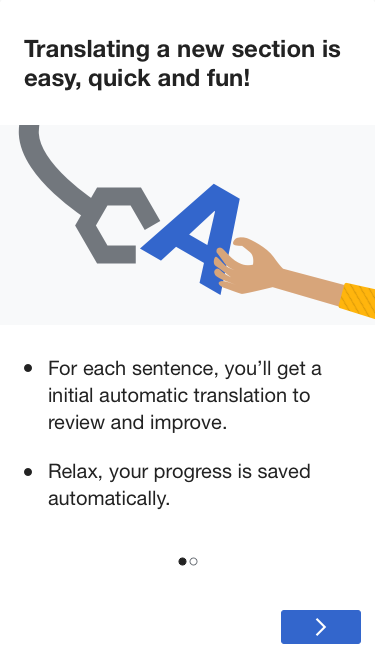 Translating a new section is
easy, quick and fun!
A
For each sentence, you’ll get a
initial automatic translation to
review and improve.
Relax, your progress is saved
automatically.